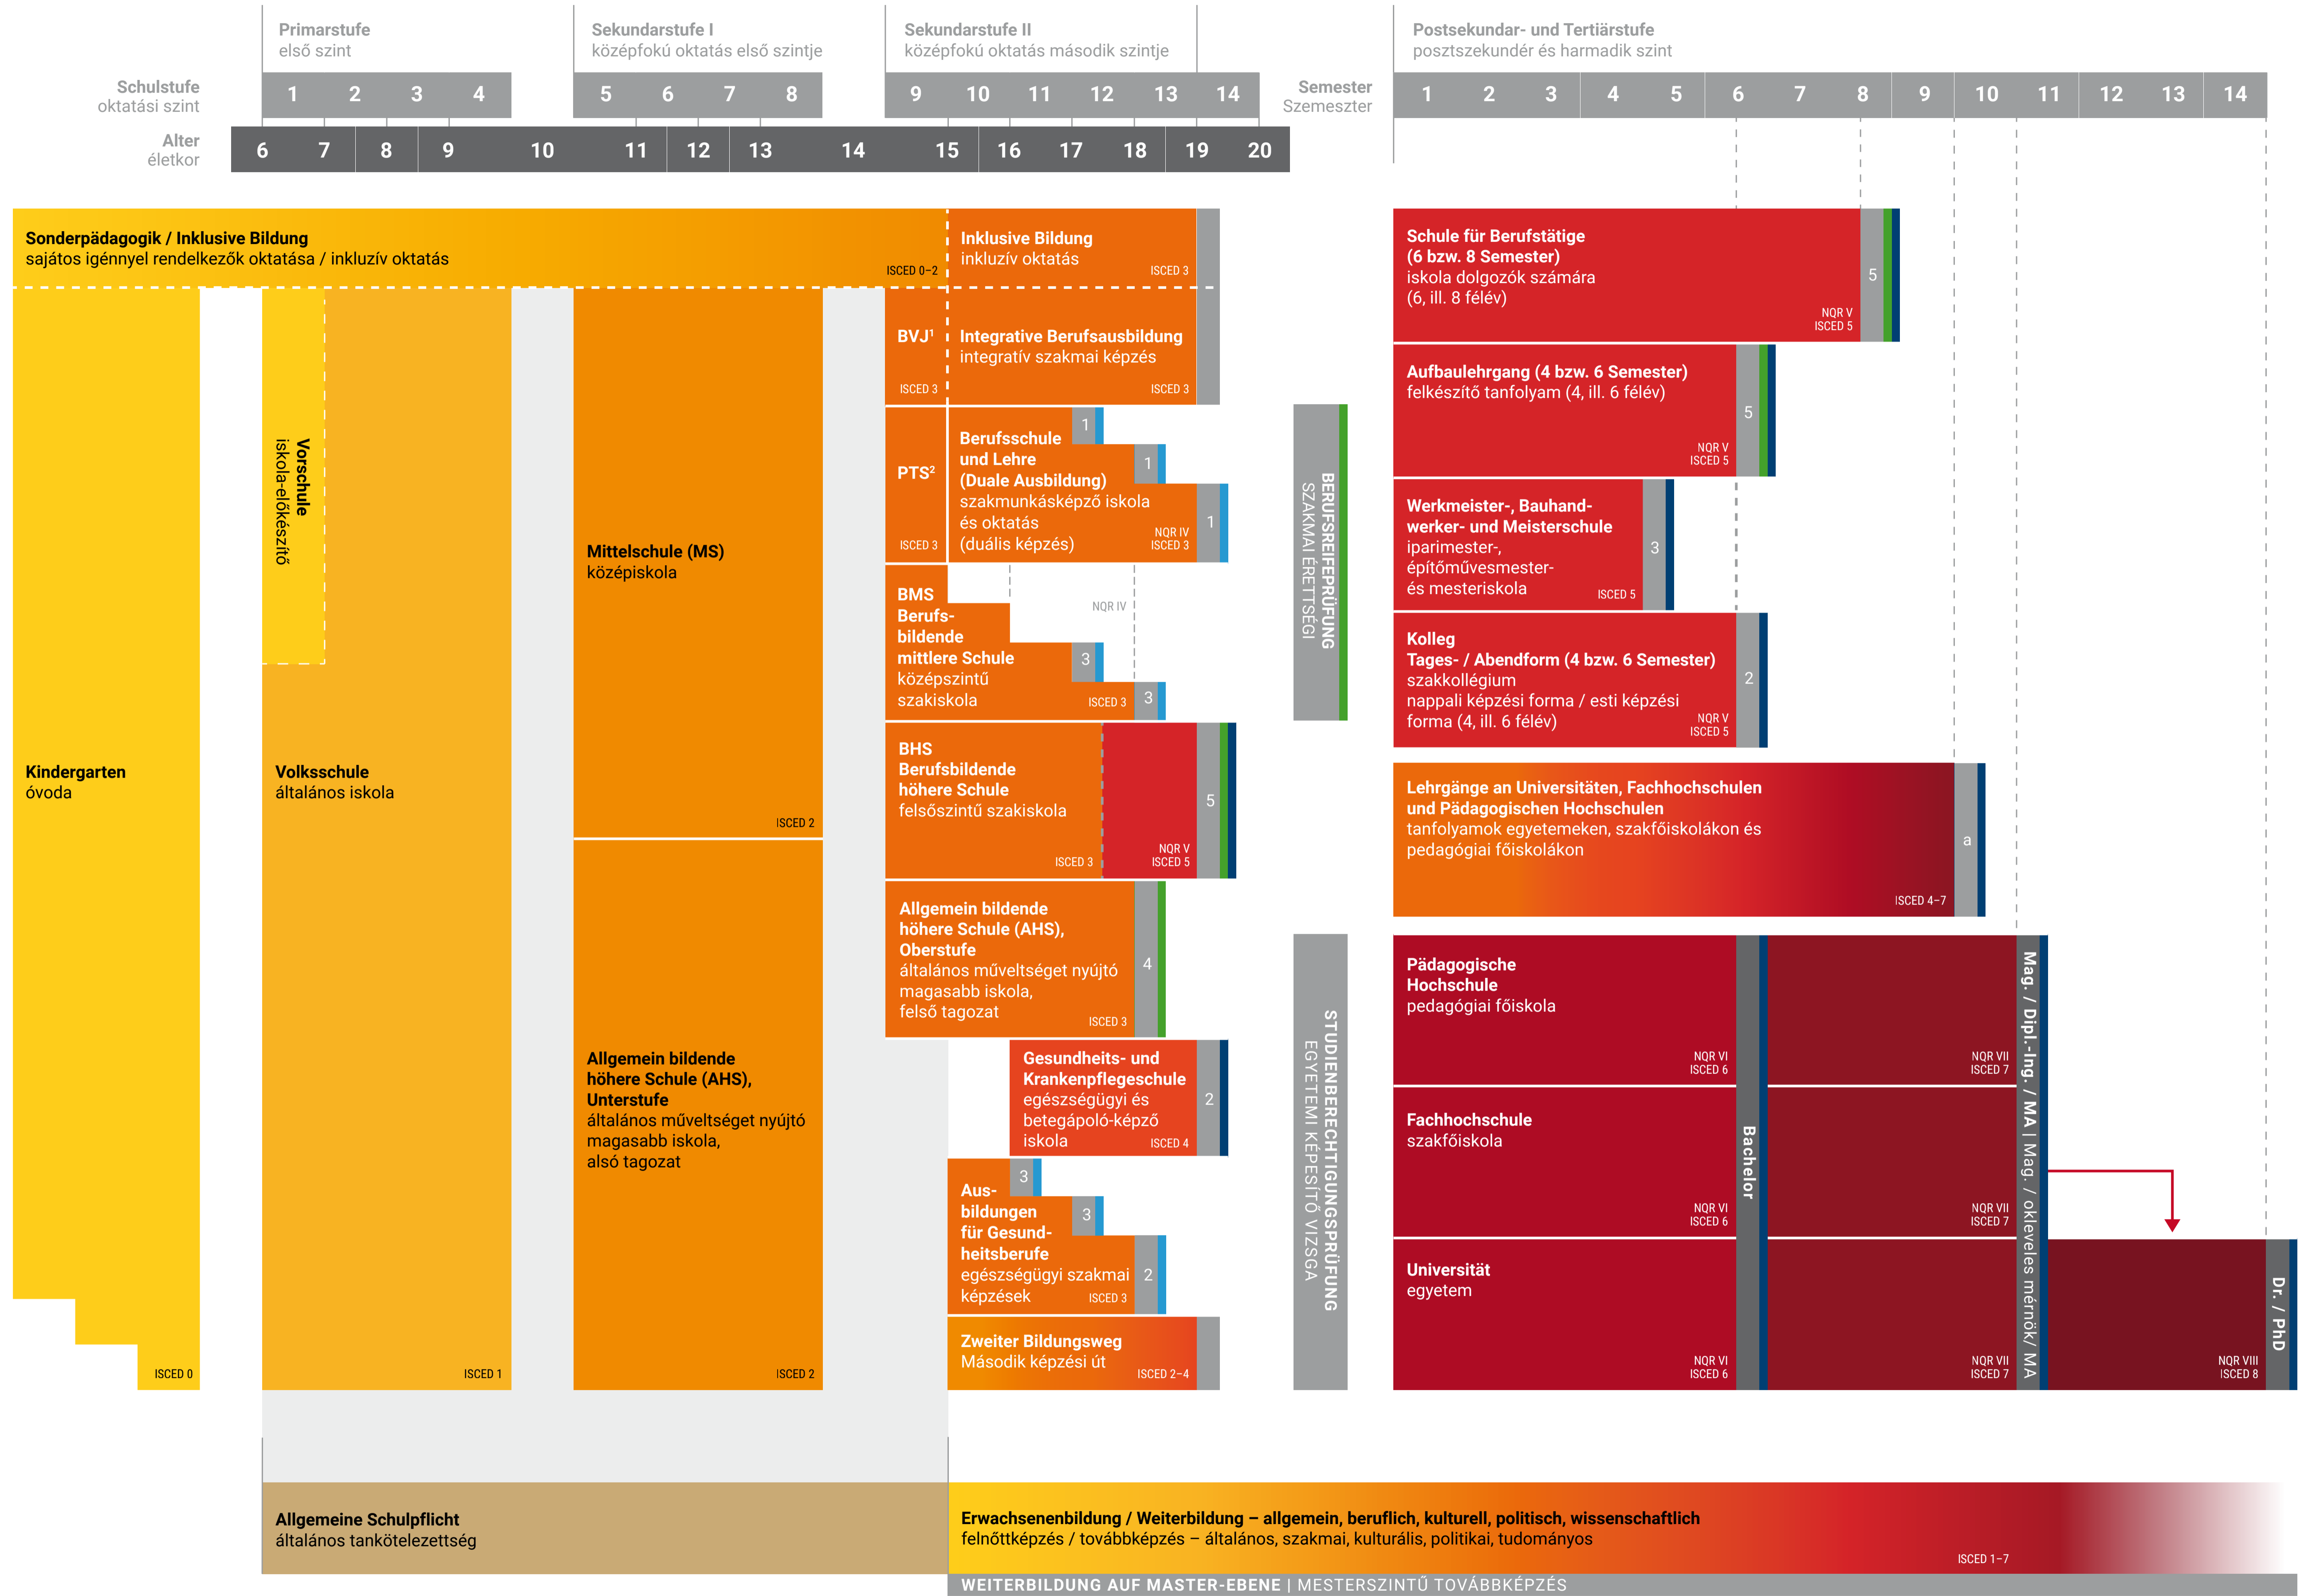 Primarstufe
első szint
Sekundarstufe I
középfokú oktatás első szintje
Sekundarstufe II
középfokú oktatás második szintje
Postsekundar- und Tertiärstufe
posztszekundér és harmadik szint
Schulstufe
oktatási szint
1 2 3 4 5 6 7 8 9 10 11 12 13 14
Semester
Szemeszter
1 2 3 4 5 6 7 8 9 10 11 12 13 14
Alter
életkor
6 7 8 9 10 11 12 13 14 15 16 17 18 19 20
Sonderpädagogik / Inklusive Bildung
sajátos igénnyel rendelkezők oktatása / inkluzív oktatás
ISCED 0–2
Inklusive Bildung
inkluzív oktatás
ISCED 3
Kindergarten
óvoda
ISCED 0
Vorschule
iskola-előkészítő
Volksschule
általános iskola
ISCED 1
Mittelschule (MS)
középiskola
ISCED 2
Allgemein bildende
höhere Schule (AHS),
Unterstufe
általános műveltséget nyújtó
magasabb iskola,
alsó tagozat
ISCED 2
BVJ¹
ISCED 3
Integrative Berufsausbildung
integratív szakmai képzés
ISCED 3
PTS²
ISCED 3
Berufsschule
und Lehre
(Duale Ausbildung)
szakmunkásképző iskola
és oktatás
(duális képzés)
NQR IV
ISCED 3
1
1
1
BMS
Berufs-
bildende
mittlere Schule
középszintű
szakiskola
ISCED 3
NQR IV
3
3
BHS
Berufsbildende
höhere Schule
felsőszintű szakiskola
ISCED 3
NQR V
ISCED 5
5
Allgemein bildende
höhere Schule (AHS),
Oberstufe
általános műveltséget nyújtó
magasabb iskola,
felső tagozat
ISCED 3
4
Gesundheits- und
Krankenpflegeschule
egészségügyi és
betegápoló-képző
iskola
ISCED 4
2
Aus-
bildungen
für Gesund-
heitsberufe
egészségügyi szakmai
képzések
ISCED 3
3
3
2
Zweiter Bildungsweg
Második képzési út
ISCED 2–4
BERUFSREIFEPRÜFUNG
SZAKMAI ÉRETTSÉGI
STUDIENBERECHTIGUNGSPRÜFUNG
EGYETEMI KÉPESÍTŐ VIZSGA
Schule für Berufstätige
(6 bzw. 8 Semester)
iskola dolgozók számára
(6, ill. 8 félév)
NQR V
ISCED 5
5
Aufbaulehrgang (4 bzw. 6 Semester)
felkészítő tanfolyam (4, ill. 6 félév)
NQR V
ISCED 5
5
Werkmeister-, Bauhand-
werker- und Meisterschule
iparimester-,
építőművesmester-
és mesteriskola
ISCED 5
3
Kolleg
Tages- / Abendform (4 bzw. 6 Semester)
szakkollégium
nappali képzési forma / esti képzési
forma (4, ill. 6 félév)
NQR V
ISCED 5
2
Lehrgänge an Universitäten, Fachhochschulen
und Pädagogischen Hochschulen
tanfolyamok egyetemeken, szakfőiskolákon és
pedagógiai főiskolákon
ISCED 4–7
a
Pädagogische
Hochschule
pedagógiai főiskola
NQR VI
ISCED 6
NQR VII
ISCED 7
Fachhochschule
szakfőiskola
NQR VI
ISCED 6
NQR VII
ISCED 7
Universität
egyetem
NQR VI
ISCED 6
NQR VII
ISCED 7
NQR VIII
ISCED 8
Bachelor
Mag. / Dipl.-Ing. / MA | Mag. / okleveles mérnök/ MA
Dr. / PhD
Allgemeine Schulpflicht
általános tankötelezettség
Erwachsenenbildung / Weiterbildung – allgemein, beruflich, kulturell, politisch, wissenschaftlich
felnőttképzés / továbbképzés – általános, szakmai, kulturális, politikai, tudományos
ISCED 1–7
WEITERBILDUNG AUF MASTER-EBENE | MESTERSZINTŰ TOVÁBBKÉPZÉS